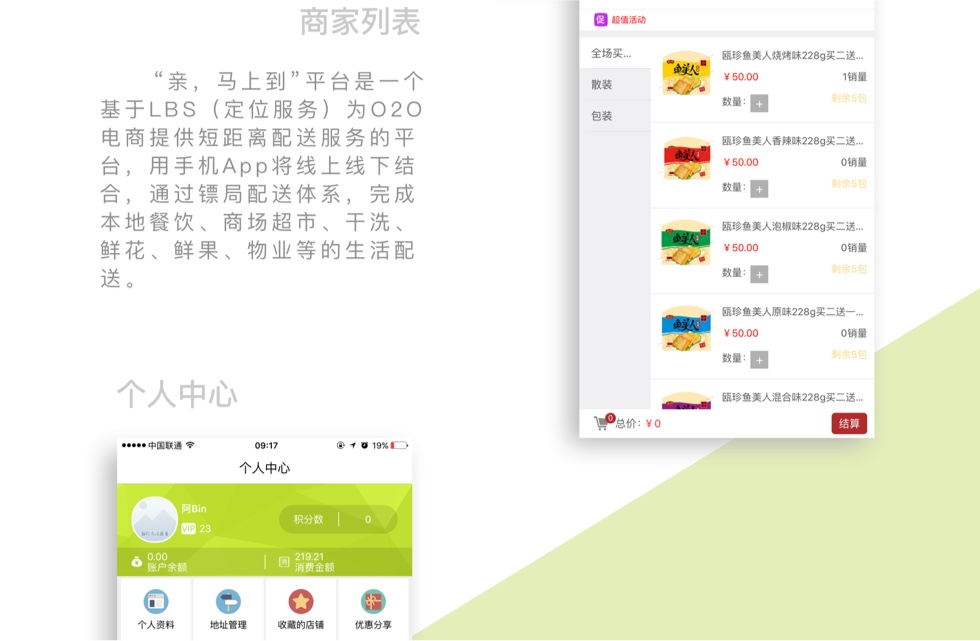 商家列表
“亲，马上到”平台是一个
基于LBS（定位服务）为O2O
电商提供短距离配送服务的平
台，用手机App将线上线下结
合，通过镖局配送体系，完成
本地餐饮、商场超市、干洗、
鲜花、鲜果、物业等的生活配
送。
促 超值活动
全场买...
散装
包装
瓯珍鱼美人烧烤味228g买二送...
￥50.00 1销量
剩余5包
数量： +
瓯珍鱼美人香辣味228g买二送...
￥50.00 0销量
剩余5包
数量： +
瓯珍鱼美人泡椒味228g买二送...
￥50.00 0销量
剩余5包
数量： +
瓯珍鱼美人原味228g买二送一...
￥50.00 0销量
剩余5包
数量： +
瓯珍鱼美人混合味228g买二送...
0 总价：￥0 结算
个人中心
中国联通 09:17 19%
个人中心
阿Bin
VIP 23
积分数 0
0.00
账户余额
219.21
消费金额
个人资料 地址管理 收藏的店铺 优惠分享